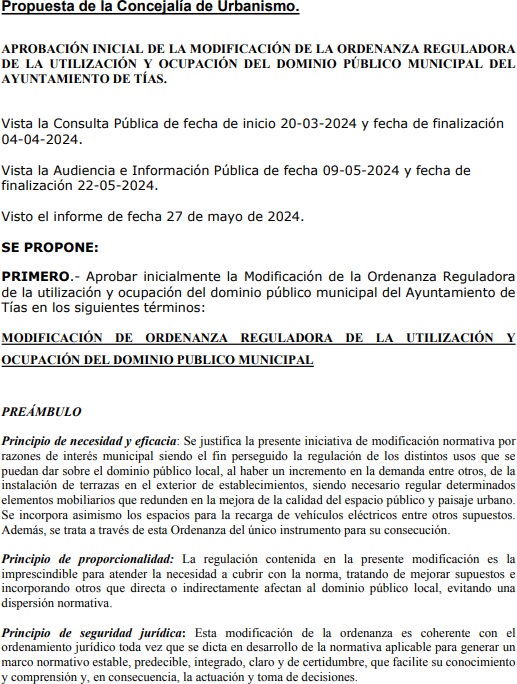 Propuesta de la Concejalía de Urbanismo.
APROBACIÓN INICIAL DE LA MODIFICACIÓN DE LA ORDENANZA REGULADORA
DE LA UTILIZACIÓN Y OCUPACIÓN DEL DOMINIO PÚBLICO MUNICIPAL DEL
AYUNTAMIENTO DE TÍAS.
Vista la Consulta Pública de fecha de inicio 20-03-2024 y fecha de finalización
04-04-2024.
Vista la Audiencia e Información Pública de fecha 09-05-2024 y fecha de
finalización 22-05-2024.
Visto el informe de fecha 27 de mayo de 2024.
SE PROPONE:
PRIMERO.- Aprobar inicialmente la Modificación de la Ordenanza Reguladora
de la utilización y ocupación del dominio público municipal del Ayuntamiento de
Tías en los siguientes términos:
MODIFICACIÓN DE ORDENANZA REGULADORA DE LA UTILIZACIÓN Y
OCUPACIÓN DEL DOMINIO PUBLICO MUNICIPAL
PREÁMBULO
Principio de necesidad y eficacia: Se justifica la presente iniciativa de modificación normativa por
razones de interés municipal siendo el fin perseguido la regulación de los distintos usos que se
puedan dar sobre el dominio público local, al haber un incremento en la demanda entre otros, de la
instalación de terrazas en el exterior de establecimientos, siendo necesario regular determinados
elementos mobiliarios que redunden en la mejora de la calidad del espacio público y paisaje urbano.
Se incorpora asimismo los espacios para la recarga de vehículos eléctricos entre otros supuestos.
Además, se trata a través de esta Ordenanza del único instrumento para su consecución.
Principio de proporcionalidad: La regulación contenida en la presente modificación es la
imprescindible para atender la necesidad a cubrir con la norma, tratando de mejorar supuestos e
incorporando otros que directa o indirectamente afectan al dominio público local, evitando una
dispersión normativa.
Principio de seguridad jurídica: Esta modificación de la ordenanza es coherente con el
ordenamiento jurídico toda vez que se dicta en desarrollo de la normativa aplicable para generar un
marco normativo estable, predecible, integrado, claro y de certidumbre, que facilite su conocimiento
y comprensión y, en consecuencia, la actuación y toma de decisiones.